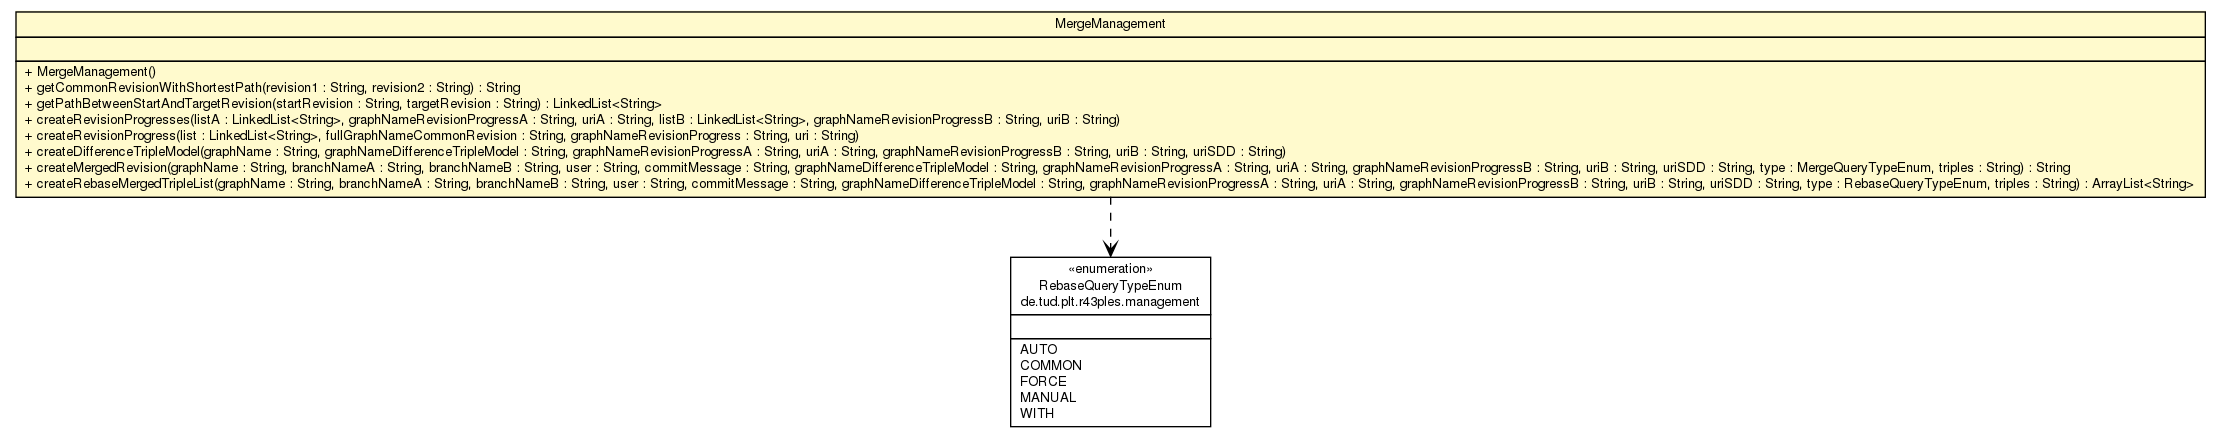 MergeManagement
+ MergeManagement()
+ getCommonRevisionWithShortestPath(revision1 : String, revision2 : String) : String
+ getPathBetweenStartAndTargetRevision(startRevision : String, targetRevision : String) : LinkedList<String>
+ createRevisionProgresses(listA : LinkedList<String>, graphNameRevisionProgressA : String, uriA : String, listB : LinkedList<String>, graphNameRevisionProgressB : String, uriB : String)
+ createRevisionProgress(list : LinkedList<String>, fullGraphNameCommonRevision : String, graphNameRevisionProgress : String, uri : String)
+ createDifferenceTripleModel(graphName : String, graphNameDifferenceTripleModel : String, graphNameRevisionProgressA : String, uriA : String, graphNameRevisionProgressB : String, uriB : String, uriSDD : String)
+ createMergedRevision(graphName : String, branchNameA : String, branchNameB : String, user : String, commitMessage : String, graphNameDifferenceTripleModel : String, graphNameRevisionProgressA : String, uriA : String, graphNameRevisionProgressB : String, uriB : String, uriSDD : String, type : MergeQueryTypeEnum, triples : String) : String
+ createRebaseMergedTripleList(graphName : String, branchNameA : String, branchNameB : String, user : String, commitMessage : String, graphNameDifferenceTripleModel : String, graphNameRevisionProgressA : String, uriA : String, graphNameRevisionProgressB : String, uriB : String, uriSDD : String, type : RebaseQueryTypeEnum, triples : String) : ArrayList<String>
«enumeration»
RebaseQueryTypeEnum
de.tud.plt.r43ples.management
AUTO
COMMON
FORCE
MANUAL
WITH